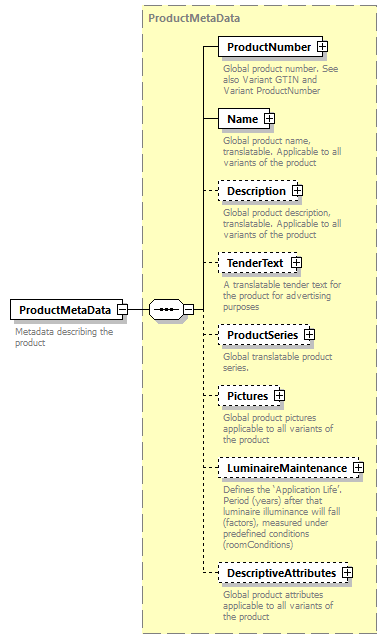 ProductMetaData
ProductNumber
Global product number. See
also Variant GTIN and
Variant ProductNumber
Name
Global product name,
translatable. Applicable to all
variants of the product
Description
Global product description,
translatable. Applicable to all
variants of the product
TenderText
A translatable tender text for
the product for advertising
purposes
ProductMetaData
Metadata describing the
product
ProductSeries
Global translatable product
series.
Pictures
Global product pictures
applicable to all variants of
the product
LuminaireMaintenance
Defines the 'Application Life'.
Period (years) after that
luminaire illuminance will fall
(factors), measured under
predefined conditions
(roomConditions)
DescriptiveAttributes
Global product attributes
applicable to all variants of
the product